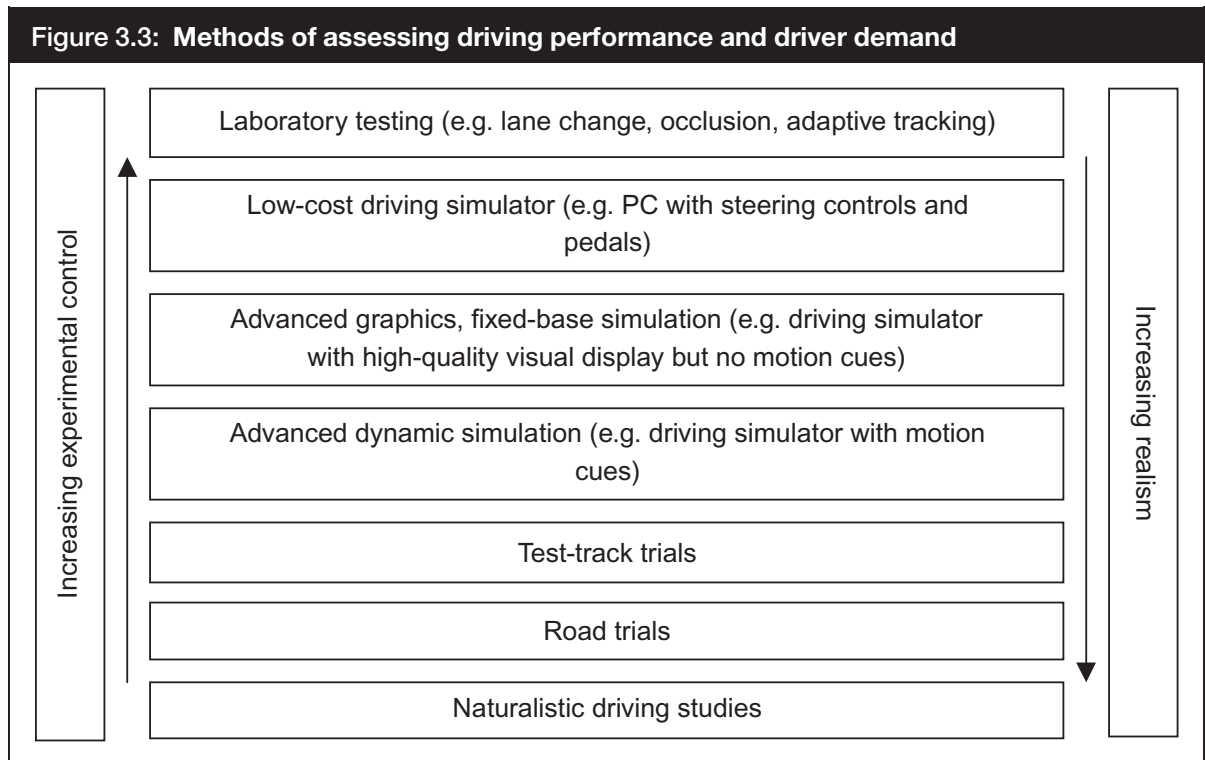 Figure 3.3: Methods of assessing driving performance and driver demand
Increasing experimental control
Laboratory testing (e.g. lane change, occlusion, adaptive tracking)
Low-cost driving simulator (e.g. PC with steering controls and
pedals)
Advanced graphics, fixed-base simulation (e.g. driving simulator
with high-quality visual display but no motion cues)
Advanced dynamic simulation (e.g. driving simulator with motion
cues)
Test-track trials
Road trials
Naturalistic driving studies
Increasing realism